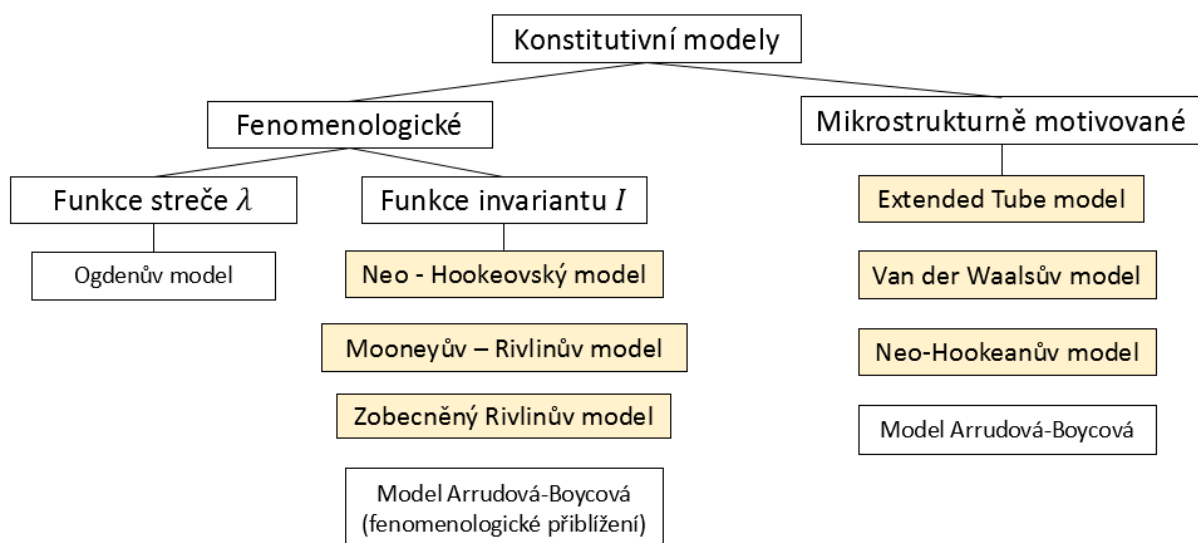 Konstitutivní modely
Fenomenologické
Mikrostrukturně motivované
Funkce streče λ
Funkce invariantu I
Extended Tube model
Ogdenův model
Neo - Hookeovský model
Van der Waalsův model
Mooneyův – Rivlinův model
Neo-Hookeanův model
Zobecněný Rivlinův model
Model Arrudová-Boycová
Model Arrudová-Boycová
(fenomenologické přiblížení)